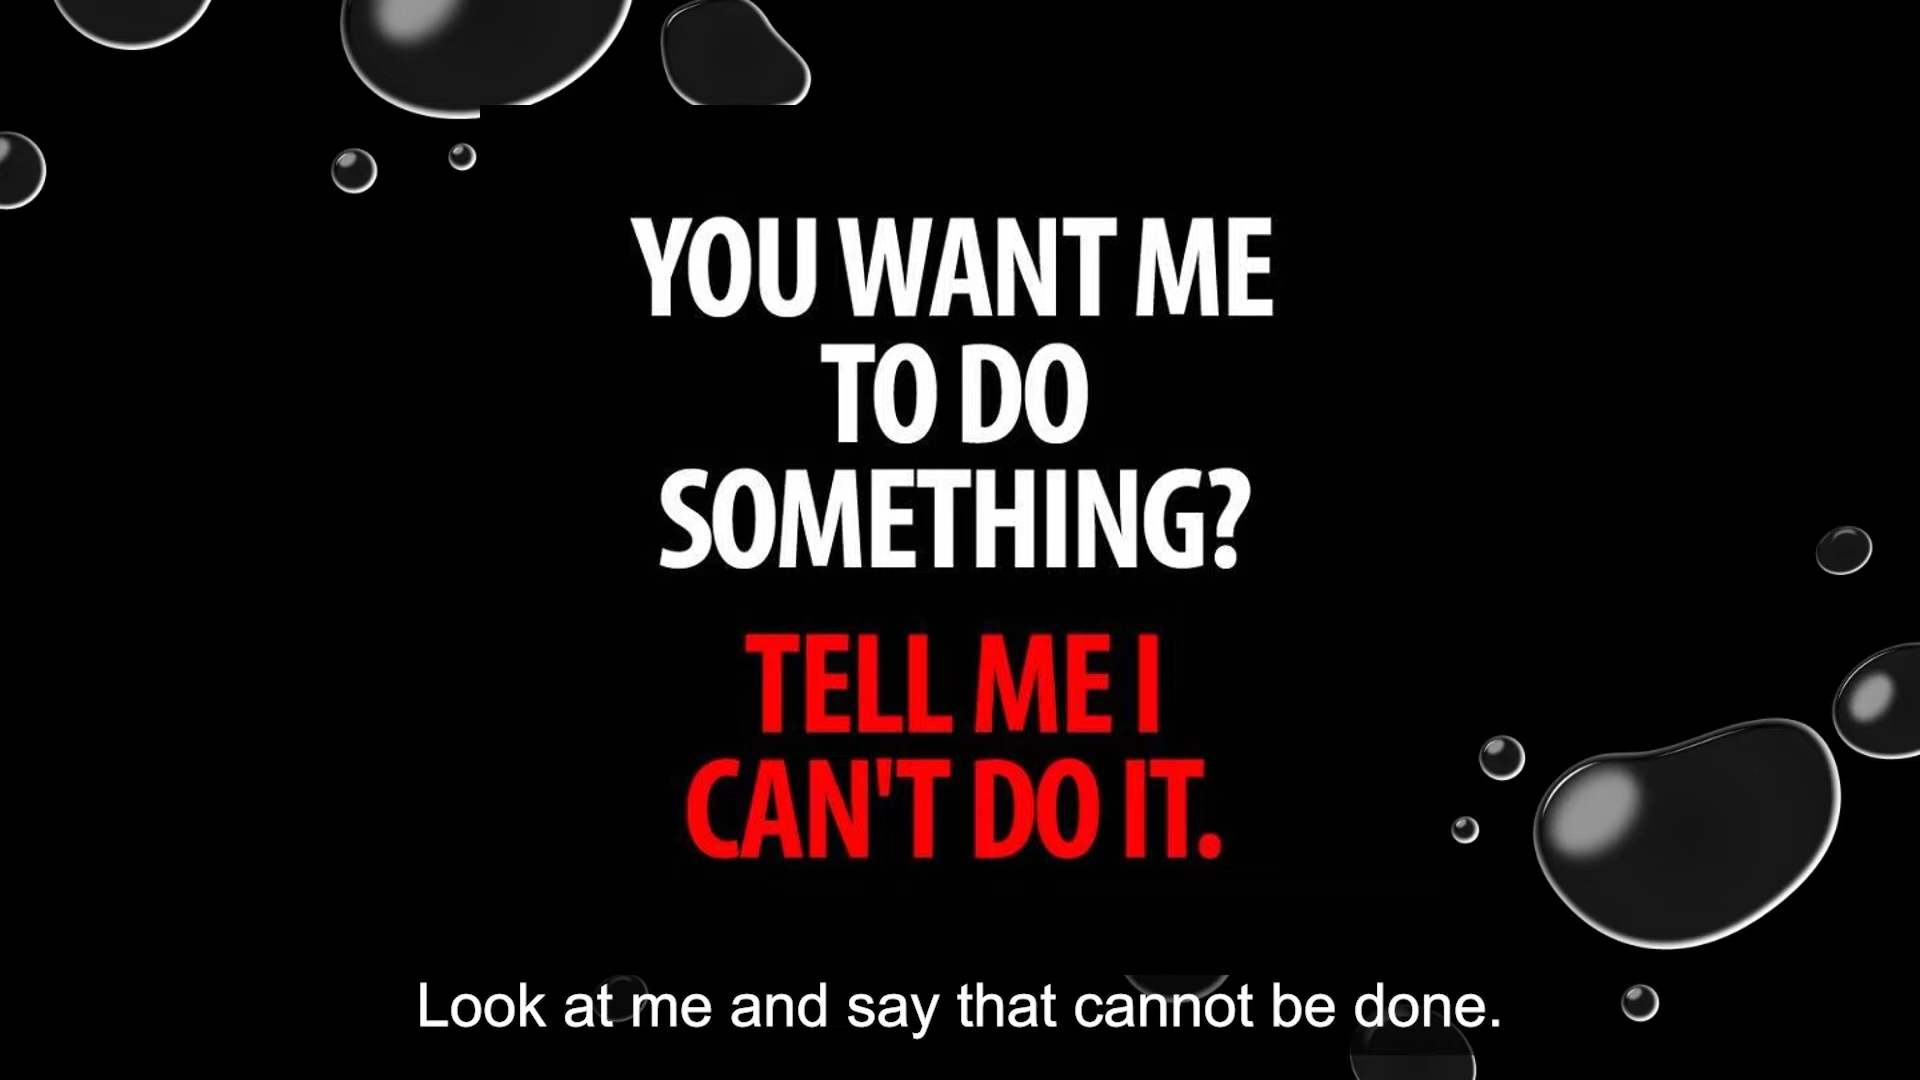 YOU WANT ME
TO DO
SOMETHING?
TELL ME I
CAN'T DO IT.
Look at me and say that cannot be done.